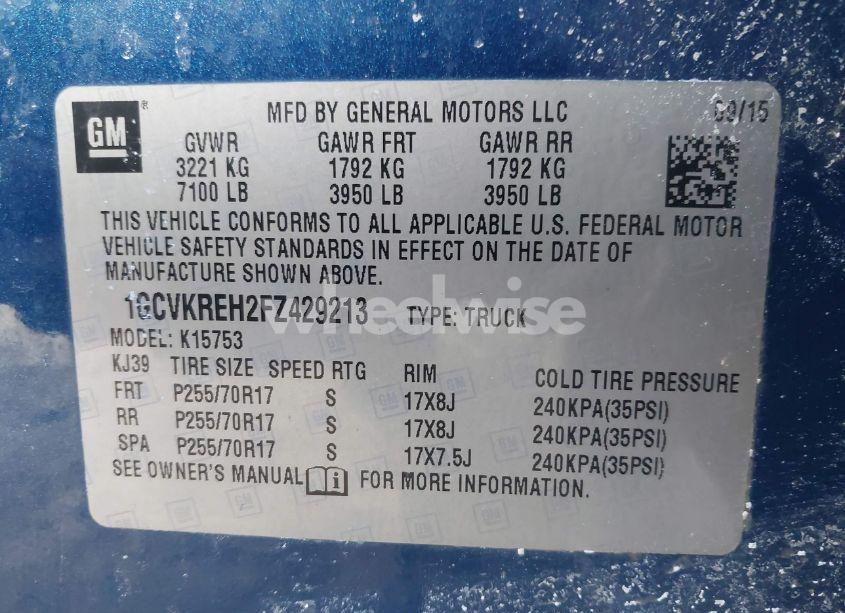 GM ® MFD BY GENERAL MOTORS LLC 09/15
GVWR GAWR FRT GAWR RR
3221 KG 1792 KG 1792 KG
7100 LB 3950 LB 3950 LB
THIS VEHICLE CONFORMS TO ALL APPLICABLE U.S. FEDERAL MOTOR
VEHICLE SAFETY STANDARDS IN EFFECT ON THE DATE OF
MANUFACTURE SHOWN ABOVE.
1GCVKREH2FZ429213 TYPE: TRUCK
wheelwise
MODEL: K15753
KJ39 TIRE SIZE SPEED RTG RIM COLD TIRE PRESSURE
FRT P255/70R17 S 17X8J 240KPA(35PSI)
RR P255/70R17 S 17X8J 240KPA(35PSI)
SPA P255/70R17 S 17X7.5J 240KPA(35PSI)
SEE OWNER'S MANUAL FOR MORE INFORMATION.